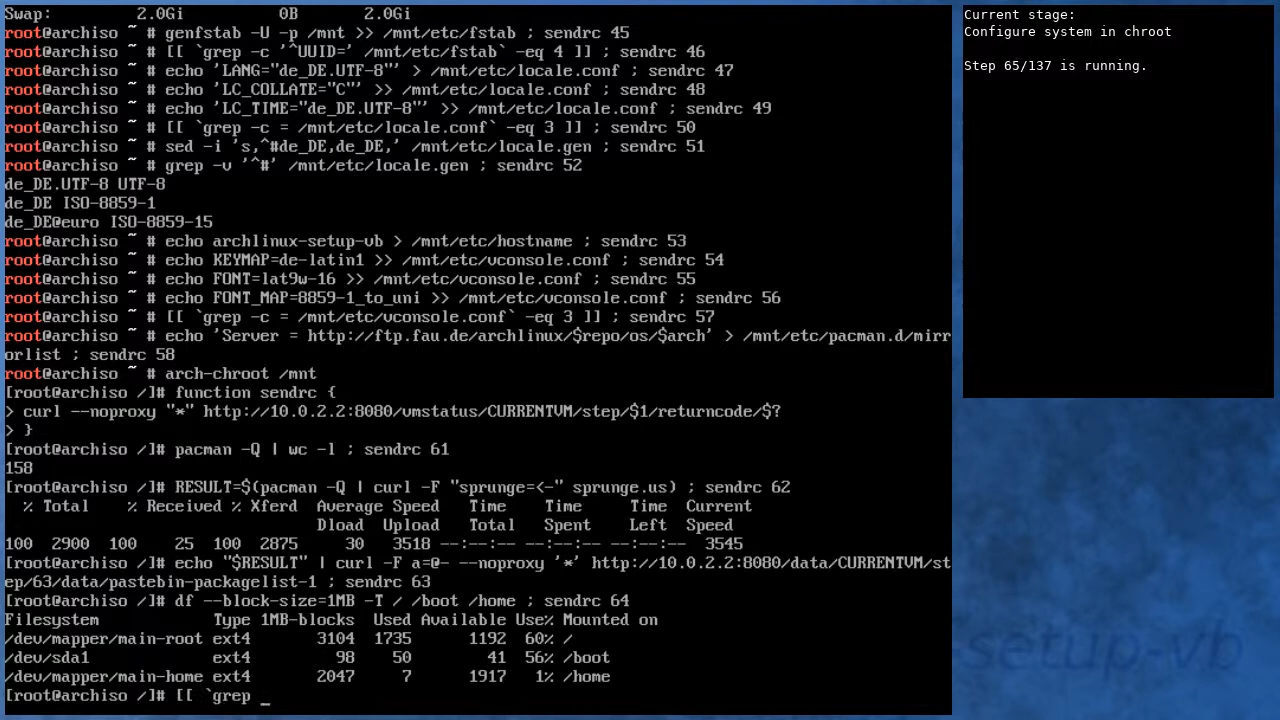 Swap:          2.0Gi          0B       2.0Gi
root@archiso ~ # genfstab -U -p /mnt >> /mnt/etc/fstab ; sendrc 45
root@archiso ~ # [[ `grep -c '^UUID=' /mnt/etc/fstab` -eq 4 ]] ; sendrc 46
root@archiso ~ # echo 'LANG="de_DE.UTF-8"' > /mnt/etc/locale.conf ; sendrc 47
root@archiso ~ # echo 'LC_COLLATE="C"' >> /mnt/etc/locale.conf ; sendrc 48
root@archiso ~ # echo 'LC_TIME="de_DE.UTF-8"' >> /mnt/etc/locale.conf ; sendrc 49
root@archiso ~ # [[ `grep -c = /mnt/etc/locale.conf` -eq 3 ]] ; sendrc 50
root@archiso ~ # sed -i 's,^#de_DE,de_DE,' /mnt/etc/locale.gen ; sendrc 51
root@archiso ~ # grep -v '^#' /mnt/etc/locale.gen ; sendrc 52
de_DE.UTF-8 UTF-8
de_DE ISO-8859-1
de_DE@euro ISO-8859-15
root@archiso ~ # echo archlinux-setup-vb > /mnt/etc/hostname ; sendrc 53
root@archiso ~ # echo KEYMAP=de-latin1 >> /mnt/etc/vconsole.conf ; sendrc 54
root@archiso ~ # echo FONT=lat9w-16 >> /mnt/etc/vconsole.conf ; sendrc 55
root@archiso ~ # echo FONT_MAP=8859-1_to_uni >> /mnt/etc/vconsole.conf ; sendrc 56
root@archiso ~ # [[ `grep -c = /mnt/etc/vconsole.conf` -eq 3 ]] ; sendrc 57
root@archiso ~ # echo 'Server = http://ftp.fau.de/archlinux/$repo/os/$arch' > /mnt/etc/pacman.d/mirr
orlist ; sendrc 58
root@archiso ~ # arch-chroot /mnt
[root@archiso /]# function sendrc {
> curl --noproxy "*" http://10.0.2.2:8080/vmstatus/CURRENTVM/step/$1/returncode/$?
> }
[root@archiso /]# pacman -Q | wc -l ; sendrc 61
158
[root@archiso /]# RESULT=$(pacman -Q | curl -F "sprunge=<-" sprunge.us) ; sendrc 62
  % Total    % Received % Xferd  Average Speed   Time    Time     Time  Current
                                 Dload  Upload   Total   Spent    Left  Speed
100  2900  100    25  100  2875     30   3518 --:--:-- --:--:-- --:--:--  3545
[root@archiso /]# echo "$RESULT" | curl -F a=@- --noproxy '*' http://10.0.2.2:8080/data/CURRENTVM/st
ep/63/data/pastebin-packagelist-1 ; sendrc 63
[root@archiso /]# df --block-size=1MB -T / /boot /home ; sendrc 64
Filesystem            Type 1MB-blocks  Used Available Use% Mounted on
/dev/mapper/main-root ext4       3104  1735      1192  60% /
/dev/sda1             ext4         98    50        41  56% /boot
/dev/mapper/main-home ext4       2047     7      1917   1% /home
[root@archiso /]# [[ `grep _
Current stage:
Configure system in chroot
Step 65/137 is running.
setup-vb